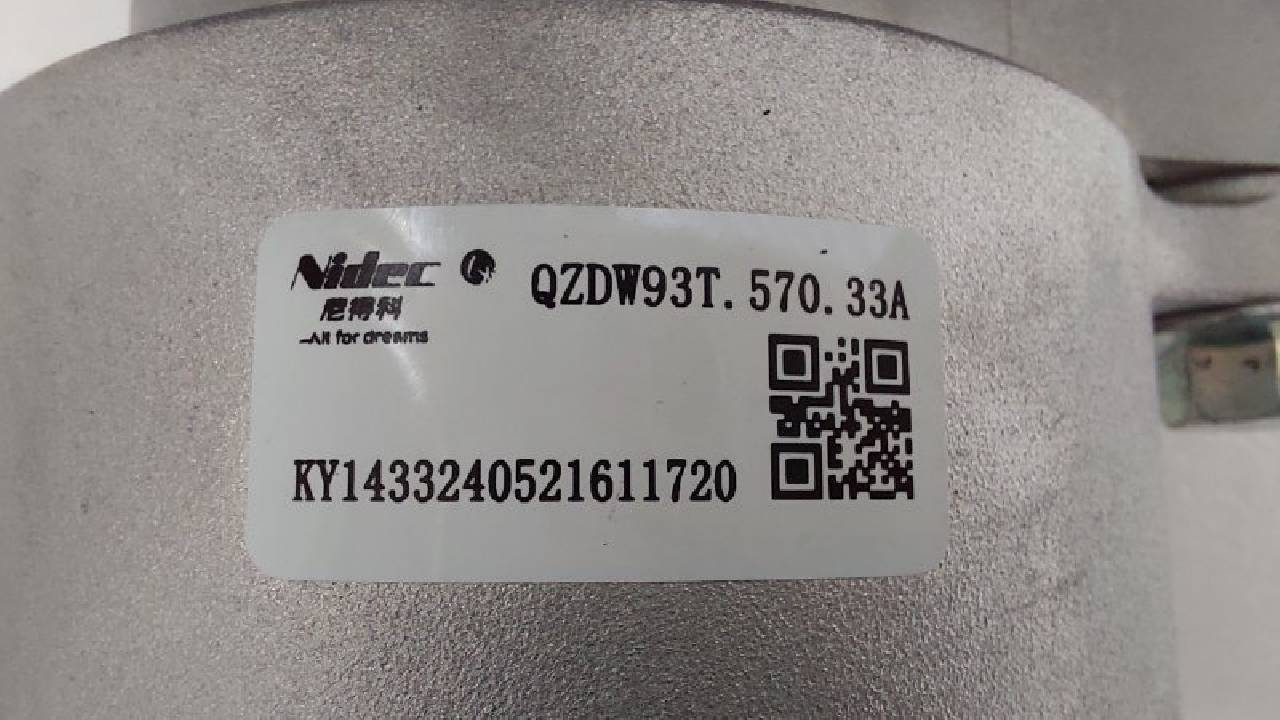 Nidec
尼得科
—All for dreams
QZDW93T.570.33A
KY1433240521611720